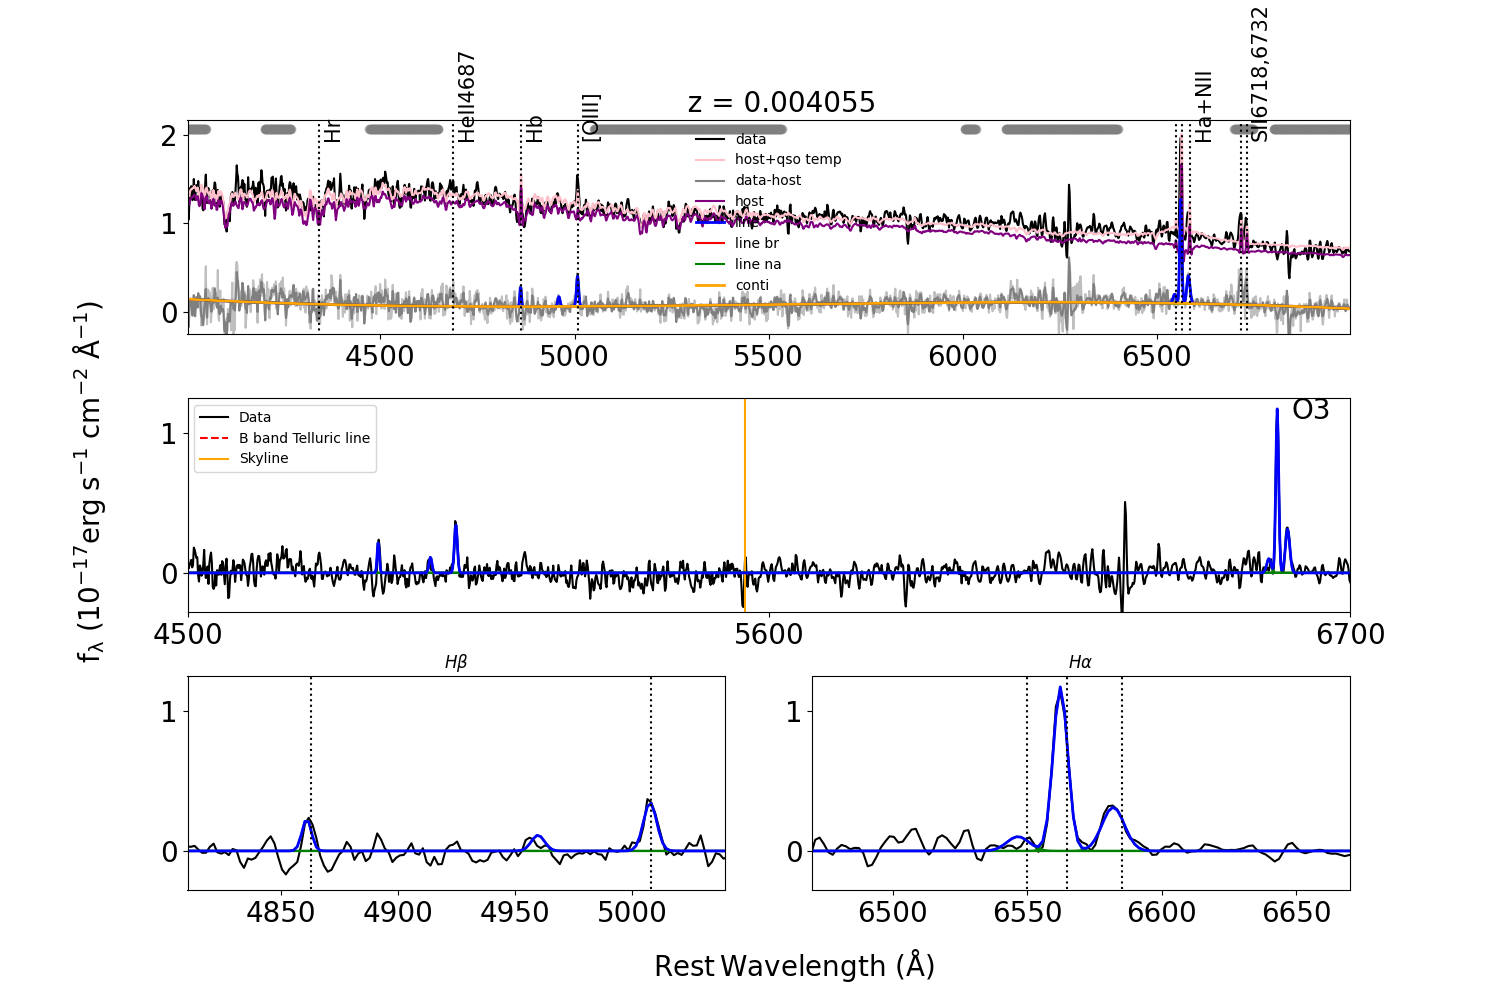 z = 0.004055
Hr
HeII4687
Hb
[OIII]
Ha+NII
SII6718,6732
data
host+qso temp
data-host
host
line
line br
line na
conti
2
1
0
4500 5000 5500 6000 6500
fλ (10⁻¹⁷erg s⁻¹ cm⁻² Å⁻¹)
Data
B band Telluric line
Skyline
O3
1
0
4500 5600 6700
Hβ
1
0
4850 4900 4950 5000
Hα
1
0
6500 6550 6600 6650
Rest Wavelength (Å)